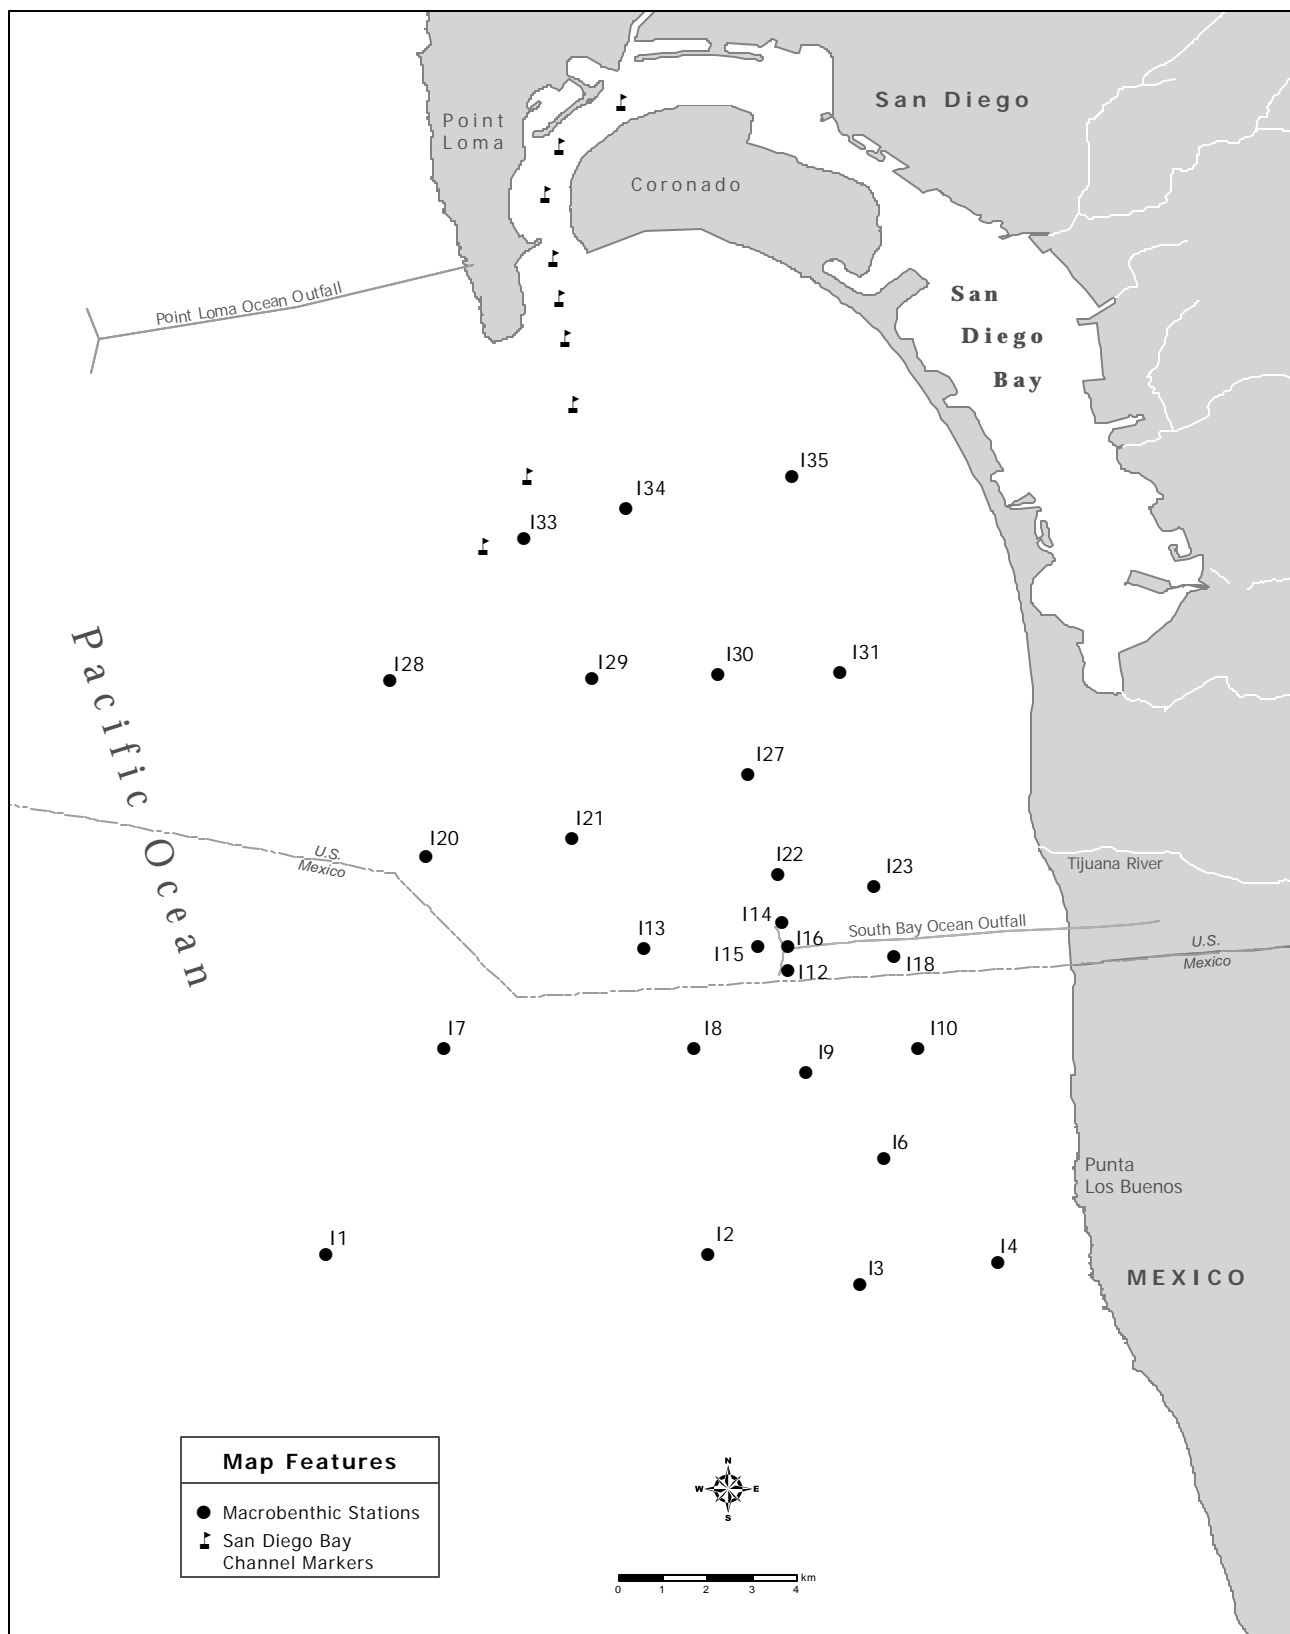 San Diego
Point
Loma
Coronado
Point Loma Ocean Outfall
San
Diego
Bay
I35
I34
I33
Pacific Ocean
I28
I29
I30
I31
I27
I21
I20
U.S.
Mexico
I22
I23
Tijuana River
I14
I13
South Bay Ocean Outfall
I15
I16
I18
I12
U.S.
Mexico
I7
I8
I10
I9
I6
Punta
Los Buenos
I1
I2
I4
I3
MEXICO
Map Features
Macrobenthic Stations
San Diego Bay
Channel Markers
N
W E
S
km
0 1 2 3 4